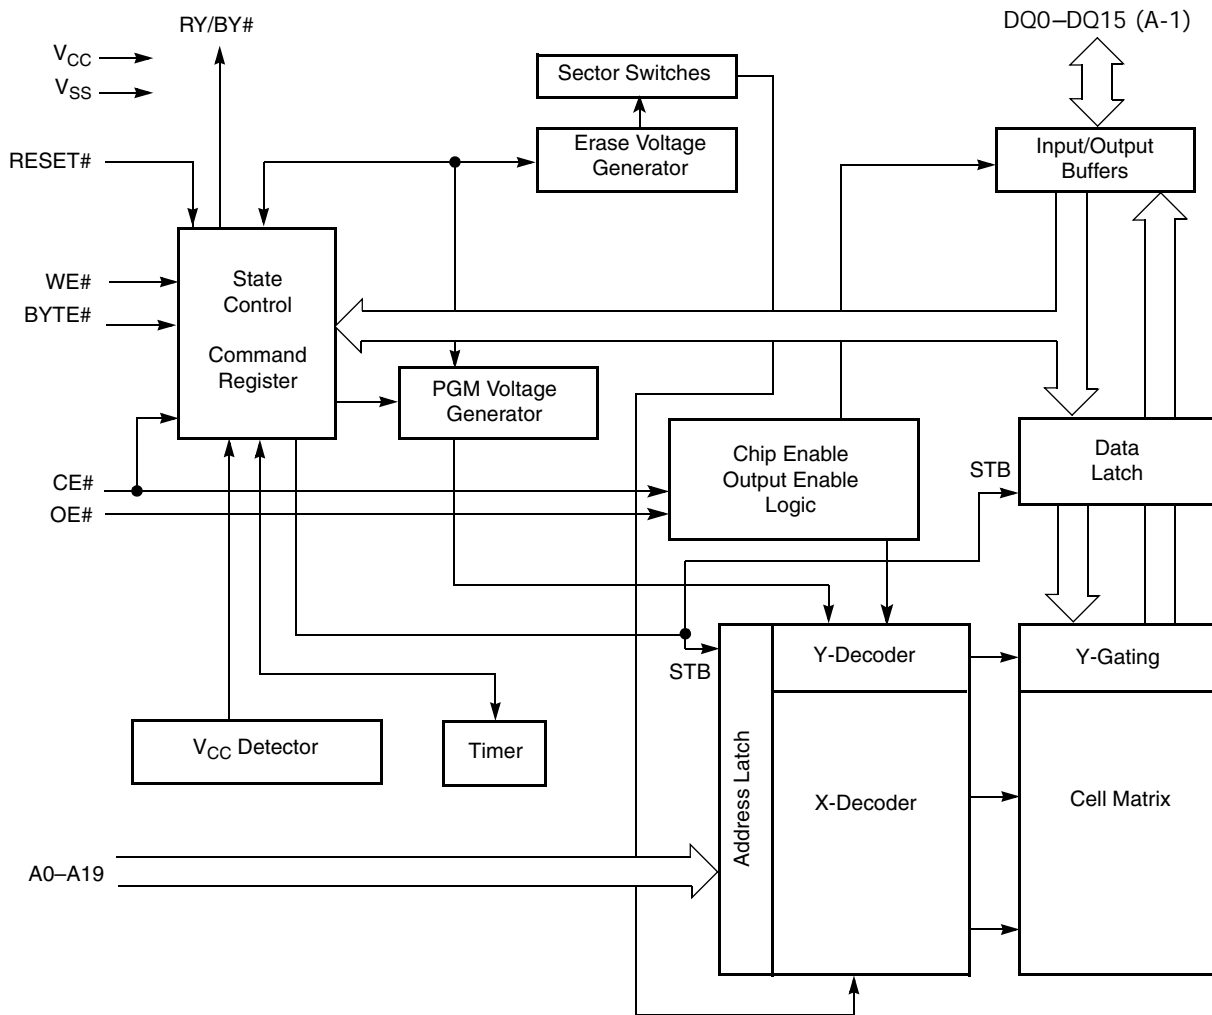 RY/BY#
DQ0–DQ15 (A-1)
VCC
VSS
Sector Switches
RESET#
Erase Voltage
Generator
Input/Output
Buffers
WE#
BYTE#
State
Control
Command
Register
PGM Voltage
Generator
CE#
OE#
Chip Enable
Output Enable
Logic
STB
Data
Latch
STB
Y-Decoder
Y-Gating
VCC Detector
Timer
Address Latch
X-Decoder
Cell Matrix
A0–A19